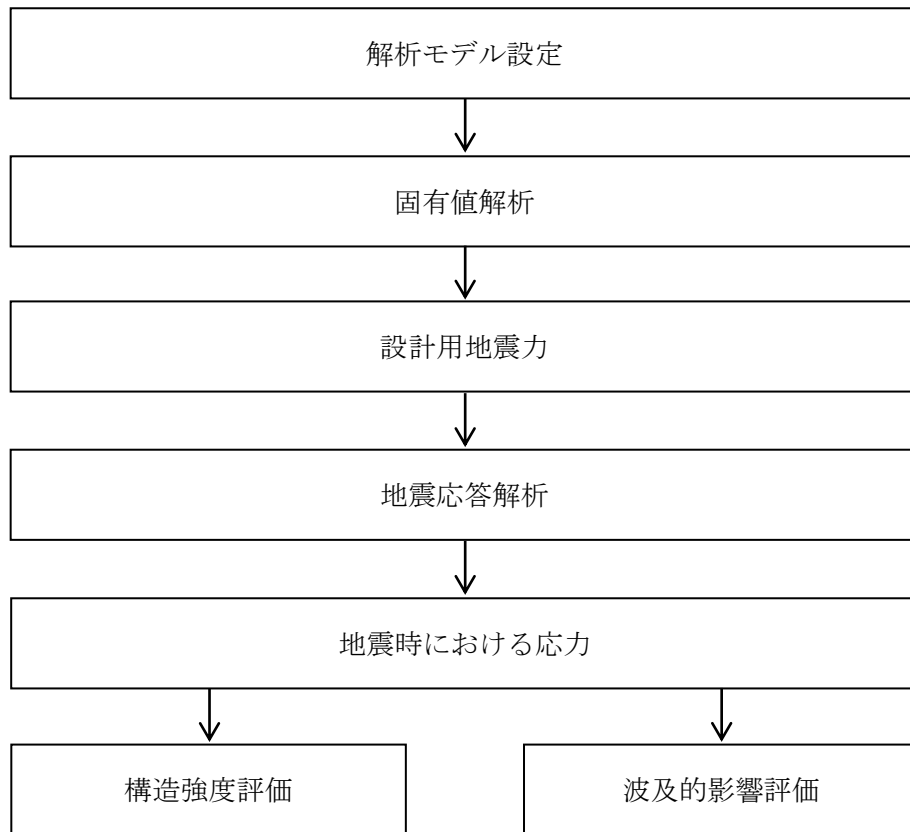 解析モデル設定
固有値解析
設計用地震力
地震応答解析
地震時における応力
構造強度評価
波及的影響評価